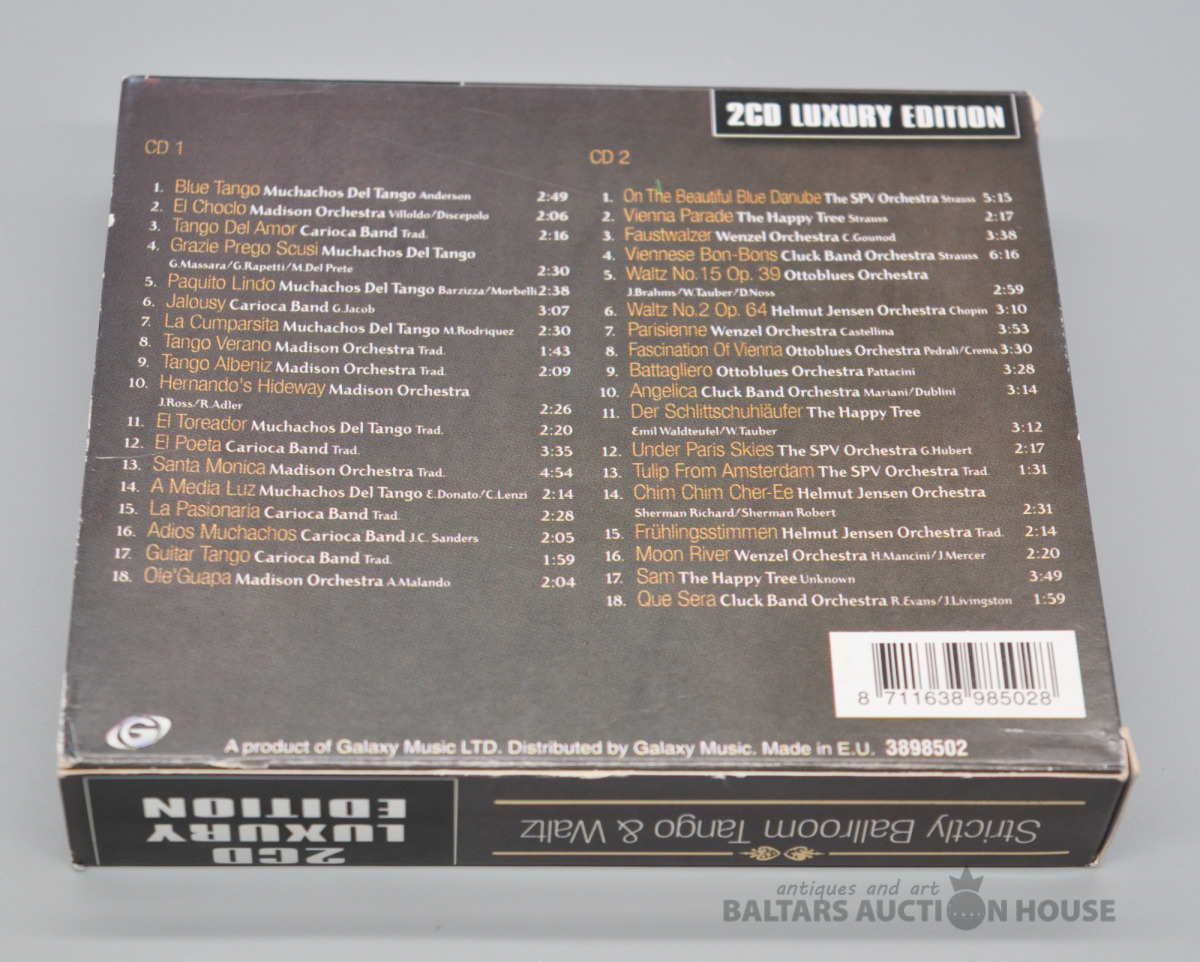 2CD LUXURY EDITION
CD 1
1. Blue Tango Muchachos Del Tango Anderson 2:49
2. El Choclo Madison Orchestra Villoldo/Discepolo 2:06
3. Tango Del Amor Carioca Band Trad. 2:16
4. Grazie Prego Scusi Muchachos Del Tango
G.Massara/G.Rapetti/M.Del Prete 2:30
5. Paquito Lindo Muchachos Del Tango Barzizza/Morbelli 2:38
6. Jalousy Carioca Band G.Jacob 3:07
7. La Cumparsita Muchachos Del Tango M.Rodriquez 2:30
8. Tango Verano Madison Orchestra Trad. 1:43
9. Tango Albeniz Madison Orchestra Trad. 2:09
10. Hernando's Hideway Madison Orchestra
J.Ross/R.Adler 2:26
11. El Toreador Muchachos Del Tango Trad. 2:20
12. El Poeta Carioca Band Trad. 3:35
13. Santa Monica Madison Orchestra Trad. 4:54
14. A Media Luz Muchachos Del Tango E.Donato/C.Lenzi 2:14
15. La Pasionaria Carioca Band Trad. 2:28
16. Adios Muchachos Carioca Band J.C. Sanders 2:05
17. Guitar Tango Carioca Band Trad. 1:59
18. Ole'Guapa Madison Orchestra A.Malando 2:04
CD 2
1. On The Beautiful Blue Danube The SPV Orchestra Strauss 5:15
2. Vienna Parade The Happy Tree Strauss 2:17
3. Faustwalzer Wenzel Orchestra C.Gounod 3:38
4. Viennese Bon-Bons Cluck Band Orchestra Strauss 6:16
5. Waltz No.15 Op. 39 Ottoblues Orchestra
J.Brahms/W.Tauber/D.Noss 2:59
6. Waltz No.2 Op. 64 Helmut Jensen Orchestra Chopin 3:10
7. Parisienne Wenzel Orchestra Castellina 3:53
8. Fascination Of Vienna Ottoblues Orchestra Pedrali/Crema 3:30
9. Battagliero Ottoblues Orchestra Pattacini 3:28
10. Angelica Cluck Band Orchestra Mariani/Dublini 3:14
11. Der Schlittschuhläufer The Happy Tree
Emil Waldteufel/W.Tauber 3:12
12. Under Paris Skies The SPV Orchestra G.Hubert 2:17
13. Tulip From Amsterdam The SPV Orchestra Trad. 1:31
14. Chim Chim Cher-Ee Helmut Jensen Orchestra
Sherman Richard/Sherman Robert 2:31
15. Frühlingsstimmen Helmut Jensen Orchestra Trad. 2:14
16. Moon River Wenzel Orchestra H.Mancini/J.Mercer 2:20
17. Sam The Happy Tree Unknown 3:49
18. Que Sera Cluck Band Orchestra R.Evans/J.Livingston 1:59
8 711638 985028
G
A product of Galaxy Music LTD. Distributed by Galaxy Music. Made in E.U. 3898502
Strictly Ballroom Tango & Waltz
2CD
LUXURY
EDITION
antiques and art
BALTARS AUCTION HOUSE